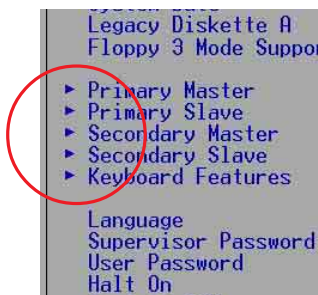 Legacy Diskette A
Floppy 3 Mode Suppor
▶ Primary Master
▶ Primary Slave
▶ Secondary Master
▶ Secondary Slave
▶ Keyboard Features
Language
Supervisor Password
User Password
Halt On